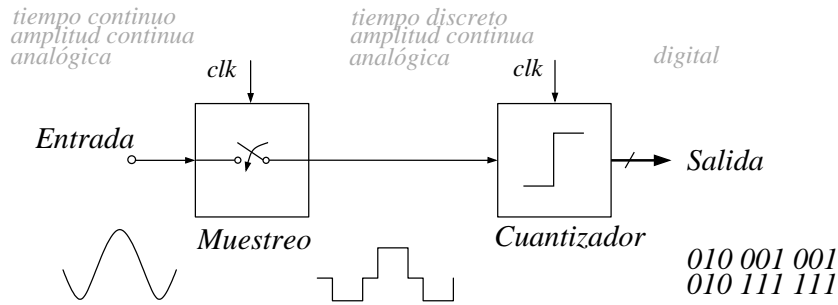 tiempo continuo
amplitud continua
analógica
tiempo discreto
amplitud continua
analógica
digital
clk
clk
Entrada
Salida
Muestreo
Cuantizador
010 001 001
010 111 111